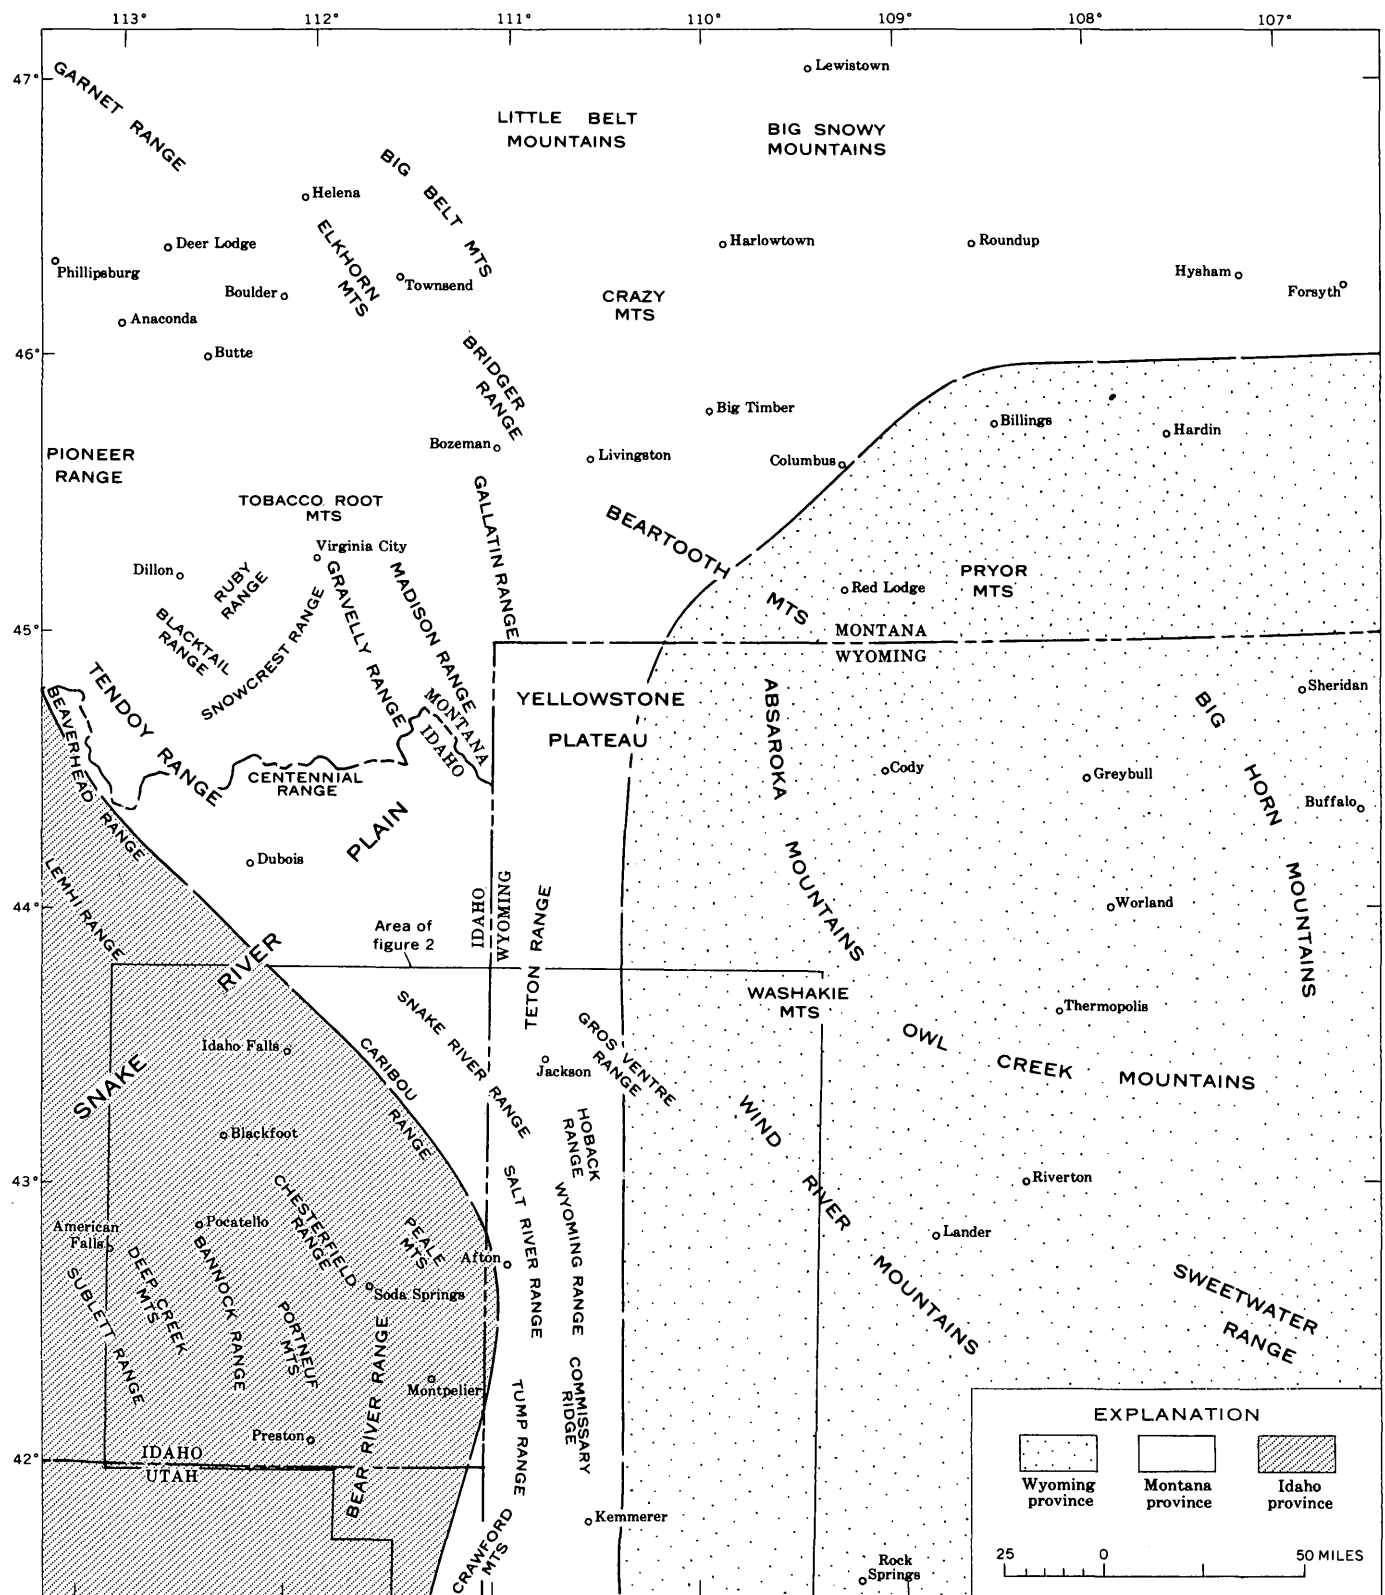 113°
112°
111°
110°
109°
108°
107°
47°
46°
45°
44°
43°
42°
GARNET RANGE
LITTLE BELT
MOUNTAINS
BIG SNOWY
MOUNTAINS
Lewistown
BIG BELT MTS
Helena
ELKHORN
MTS
Deer Lodge
Phillipsburg
Boulder
Townsend
Anaconda
Butte
Harlowtown
Roundup
Hysham
Forsyth
CRAZY
MTS
BRIDGER
RANGE
Big Timber
Billings
Hardin
Bozeman
Livingston
Columbus
PIONEER
RANGE
TOBACCO ROOT
MTS
GALLATIN RANGE
BEARTOOTH
MTS
Virginia City
Dillon
RUBY
RANGE
GRAVELLY RANGE
MADISON RANGE
Red Lodge
PRYOR
MTS
BLACKTAIL
RANGE
SNOWCREST RANGE
MONTANA
WYOMING
TENDOY RANGE
BEAVERHEAD RANGE
MONTANA
IDAHO
YELLOWSTONE
PLATEAU
ABSAROKA
MOUNTAINS
Sheridan
BIG
HORN
MOUNTAINS
Cody
Greybull
Buffalo
CENTENNIAL
RANGE
PLAIN
Dubois
LEMHI RANGE
IDAHO
WYOMING
TETON RANGE
Worland
Area of
figure 2
RIVER
SNAKE
WASHAKIE
MTS
Thermopolis
SNAKE RIVER RANGE
GROS VENTRE
RANGE
OWL
CREEK
MOUNTAINS
Idaho Falls
CARIBOU
RANGE
Jackson
HOBACK
RANGE
WIND
RIVER
MOUNTAINS
Blackfoot
Riverton
Lander
CHESTERFIELD
RANGE
SALT RIVER RANGE
WYOMING RANGE
American
Falls
Pocatello
PEALE
MTS
Afton
SUBLETT RANGE
DEEP CREEK
MTS
BANNOCK RANGE
PORTNEUF
MTS
Soda Springs
SWEETWATER
RANGE
BEAR RIVER RANGE
Montpelier
TUMP RANGE
COMMISSARY
RIDGE
Preston
IDAHO
UTAH
CRAWFORD
MTS
Kemmerer
Rock
Springs
EXPLANATION
Wyoming
province
Montana
province
Idaho
province
25 0 50 MILES